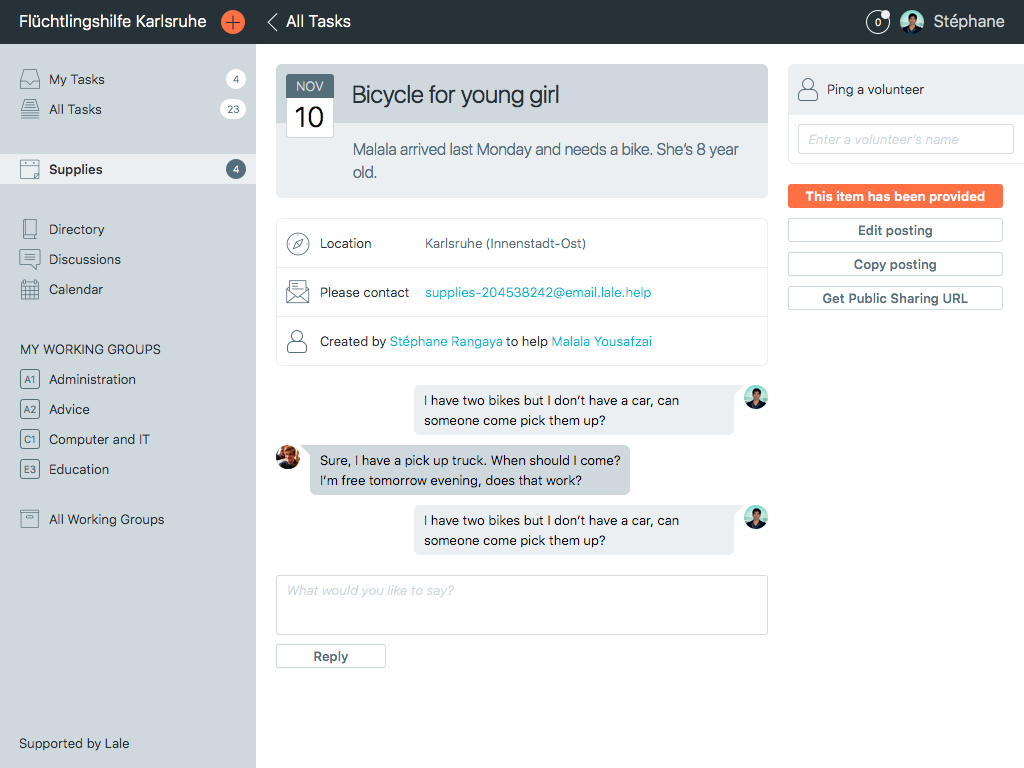 Flüchtlingshilfe Karlsruhe
All Tasks
0
Stéphane
My Tasks 4
All Tasks 23
Supplies 4
Directory
Discussions
Calendar
MY WORKING GROUPS
A1 Administration
A2 Advice
C1 Computer and IT
E3 Education
All Working Groups
Supported by Lale
NOV
10
Bicycle for young girl
Malala arrived last Monday and needs a bike. She’s 8 year
old.
Location Karlsruhe (Innenstadt-Ost)
Please contact supplies-204538242@email.lale.help
Created by Stéphane Rangaya to help Malala Yousafzai
I have two bikes but I don’t have a car, can
someone come pick them up?
Sure, I have a pick up truck. When should I come?
I’m free tomorrow evening, does that work?
I have two bikes but I don’t have a car, can
someone come pick them up?
What would you like to say?
Reply
Ping a volunteer
Enter a volunteer’s name
This item has been provided
Edit posting
Copy posting
Get Public Sharing URL